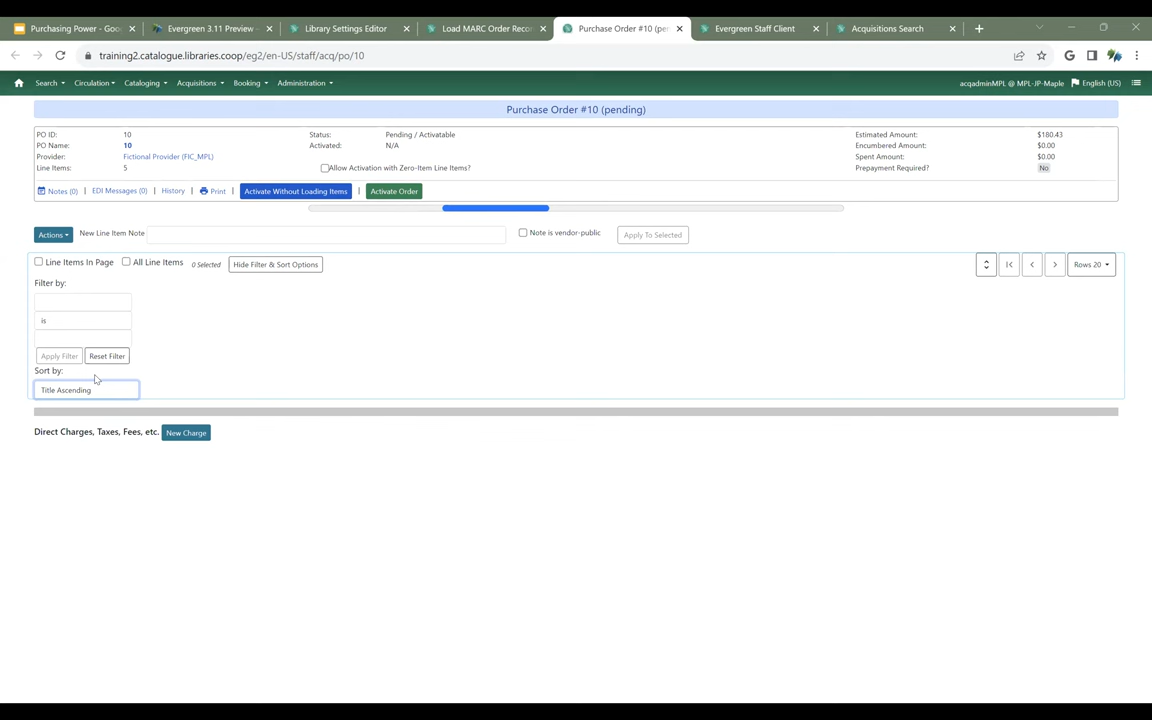 Purchasing Power - Goo
Evergreen 3.11 Preview -
Library Settings Editor
Load MARC Order Recor
Purchase Order #10 (per
Evergreen Staff Client
Acquisitions Search
training2.catalogue.libraries.coop/eg2/en-US/staff/acq/po/10
Search Circulation Cataloging Acquisitions Booking Administration
acqadminMPL @ MPL-JP-Maple English (US)
Purchase Order #10 (pending)
PO ID: 10 Status: Pending / Activatable Estimated Amount: $180.43
PO Name: 10 Activated: N/A Encumbered Amount: $0.00
Provider: Fictional Provider (FIC_MPL) Spent Amount: $0.00
Line Items: 5 Allow Activation with Zero-Item Line Items? Prepayment Required? No
Notes (0) | EDI Messages (0) | History | Print | Activate Without Loading Items | Activate Order
Actions New Line Item Note Note is vendor-public Apply To Selected
Line Items In Page All Line Items 0 Selected Hide Filter & Sort Options Rows 20
Filter by:
is
Apply Filter Reset Filter
Sort by:
Title Ascending
Direct Charges, Taxes, Fees, etc. New Charge